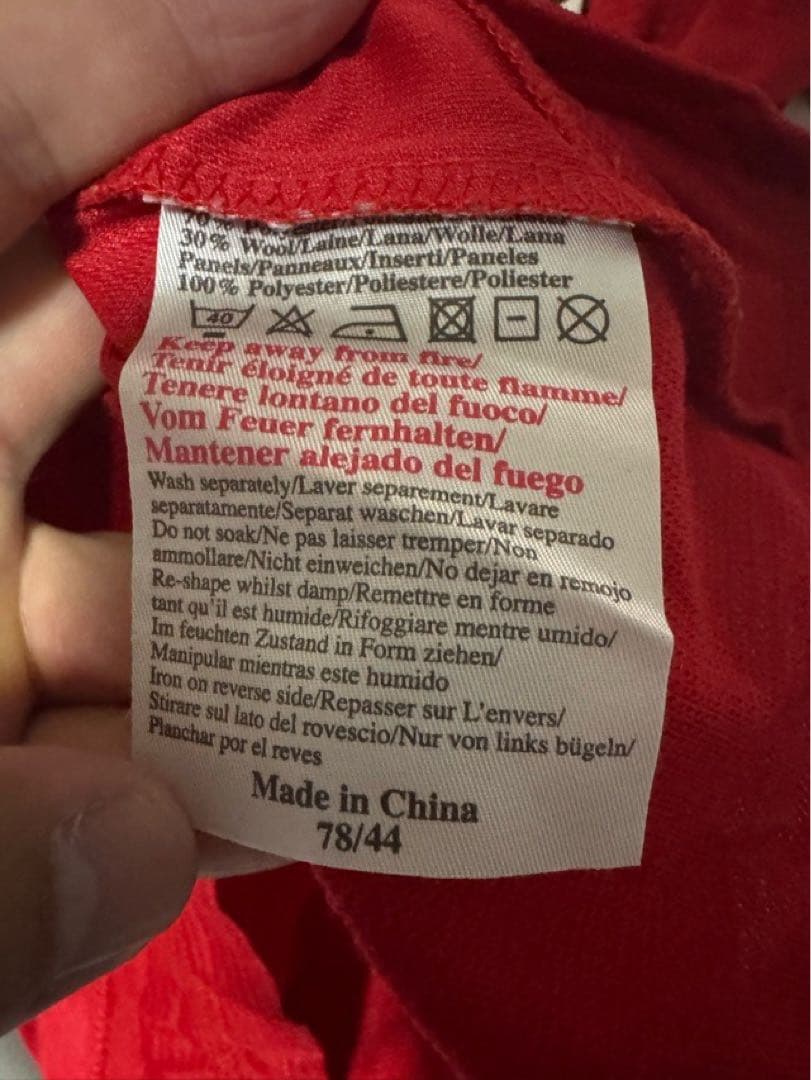 30% Wool/Laine/Lana/Wolle/Lana
Panels/Panneaux/Inserti/Paneles
100% Polyester/Poliestere/Poliester
40
Keep away from fire/
Tenir éloigné de toute flamme/
Tenere lontano del fuoco/
Vom Feuer fernhalten/
Mantener alejado del fuego
Wash separately/Laver separement/Lavare
separatamente/Separat waschen/Lavar separado
Do not soak/Ne pas laisser tremper/Non
ammollare/Nicht einweichen/No dejar en remojo
Re-shape whilst damp/Remettre en forme
tant qu'il est humide/Rifoggiare mentre umido/
Im feuchten Zustand in Form ziehen/
Manipular mientras este humido
Iron on reverse side/Repasser sur L'envers/
Stirare sul lato del rovescio/Nur von links bügeln/
Planchar por el reves
Made in China
78/44